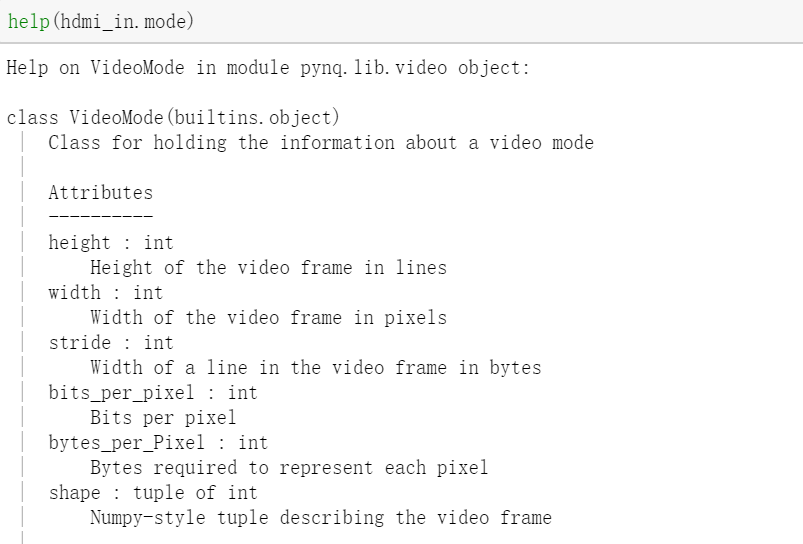 help(hdmi_in.mode)
Help on VideoMode in module pynq.lib.video object:
class VideoMode(builtins.object)
| Class for holding the information about a video mode
|
| Attributes
| ----------
| height : int
| Height of the video frame in lines
| width : int
| Width of the video frame in pixels
| stride : int
| Width of a line in the video frame in bytes
| bits_per_pixel : int
| Bits per pixel
| bytes_per_Pixel : int
| Bytes required to represent each pixel
| shape : tuple of int
| Numpy-style tuple describing the video frame
|